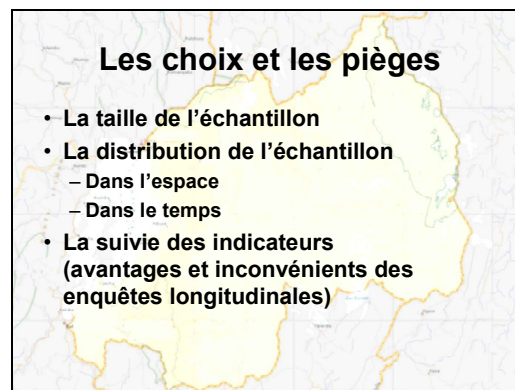 Les choix et les pièges
• La taille de l’échantillon
• La distribution de l’échantillon
– Dans l’espace
– Dans le temps
• La suivie des indicateurs
(avantages et inconvénients des
enquêtes longitudinales)